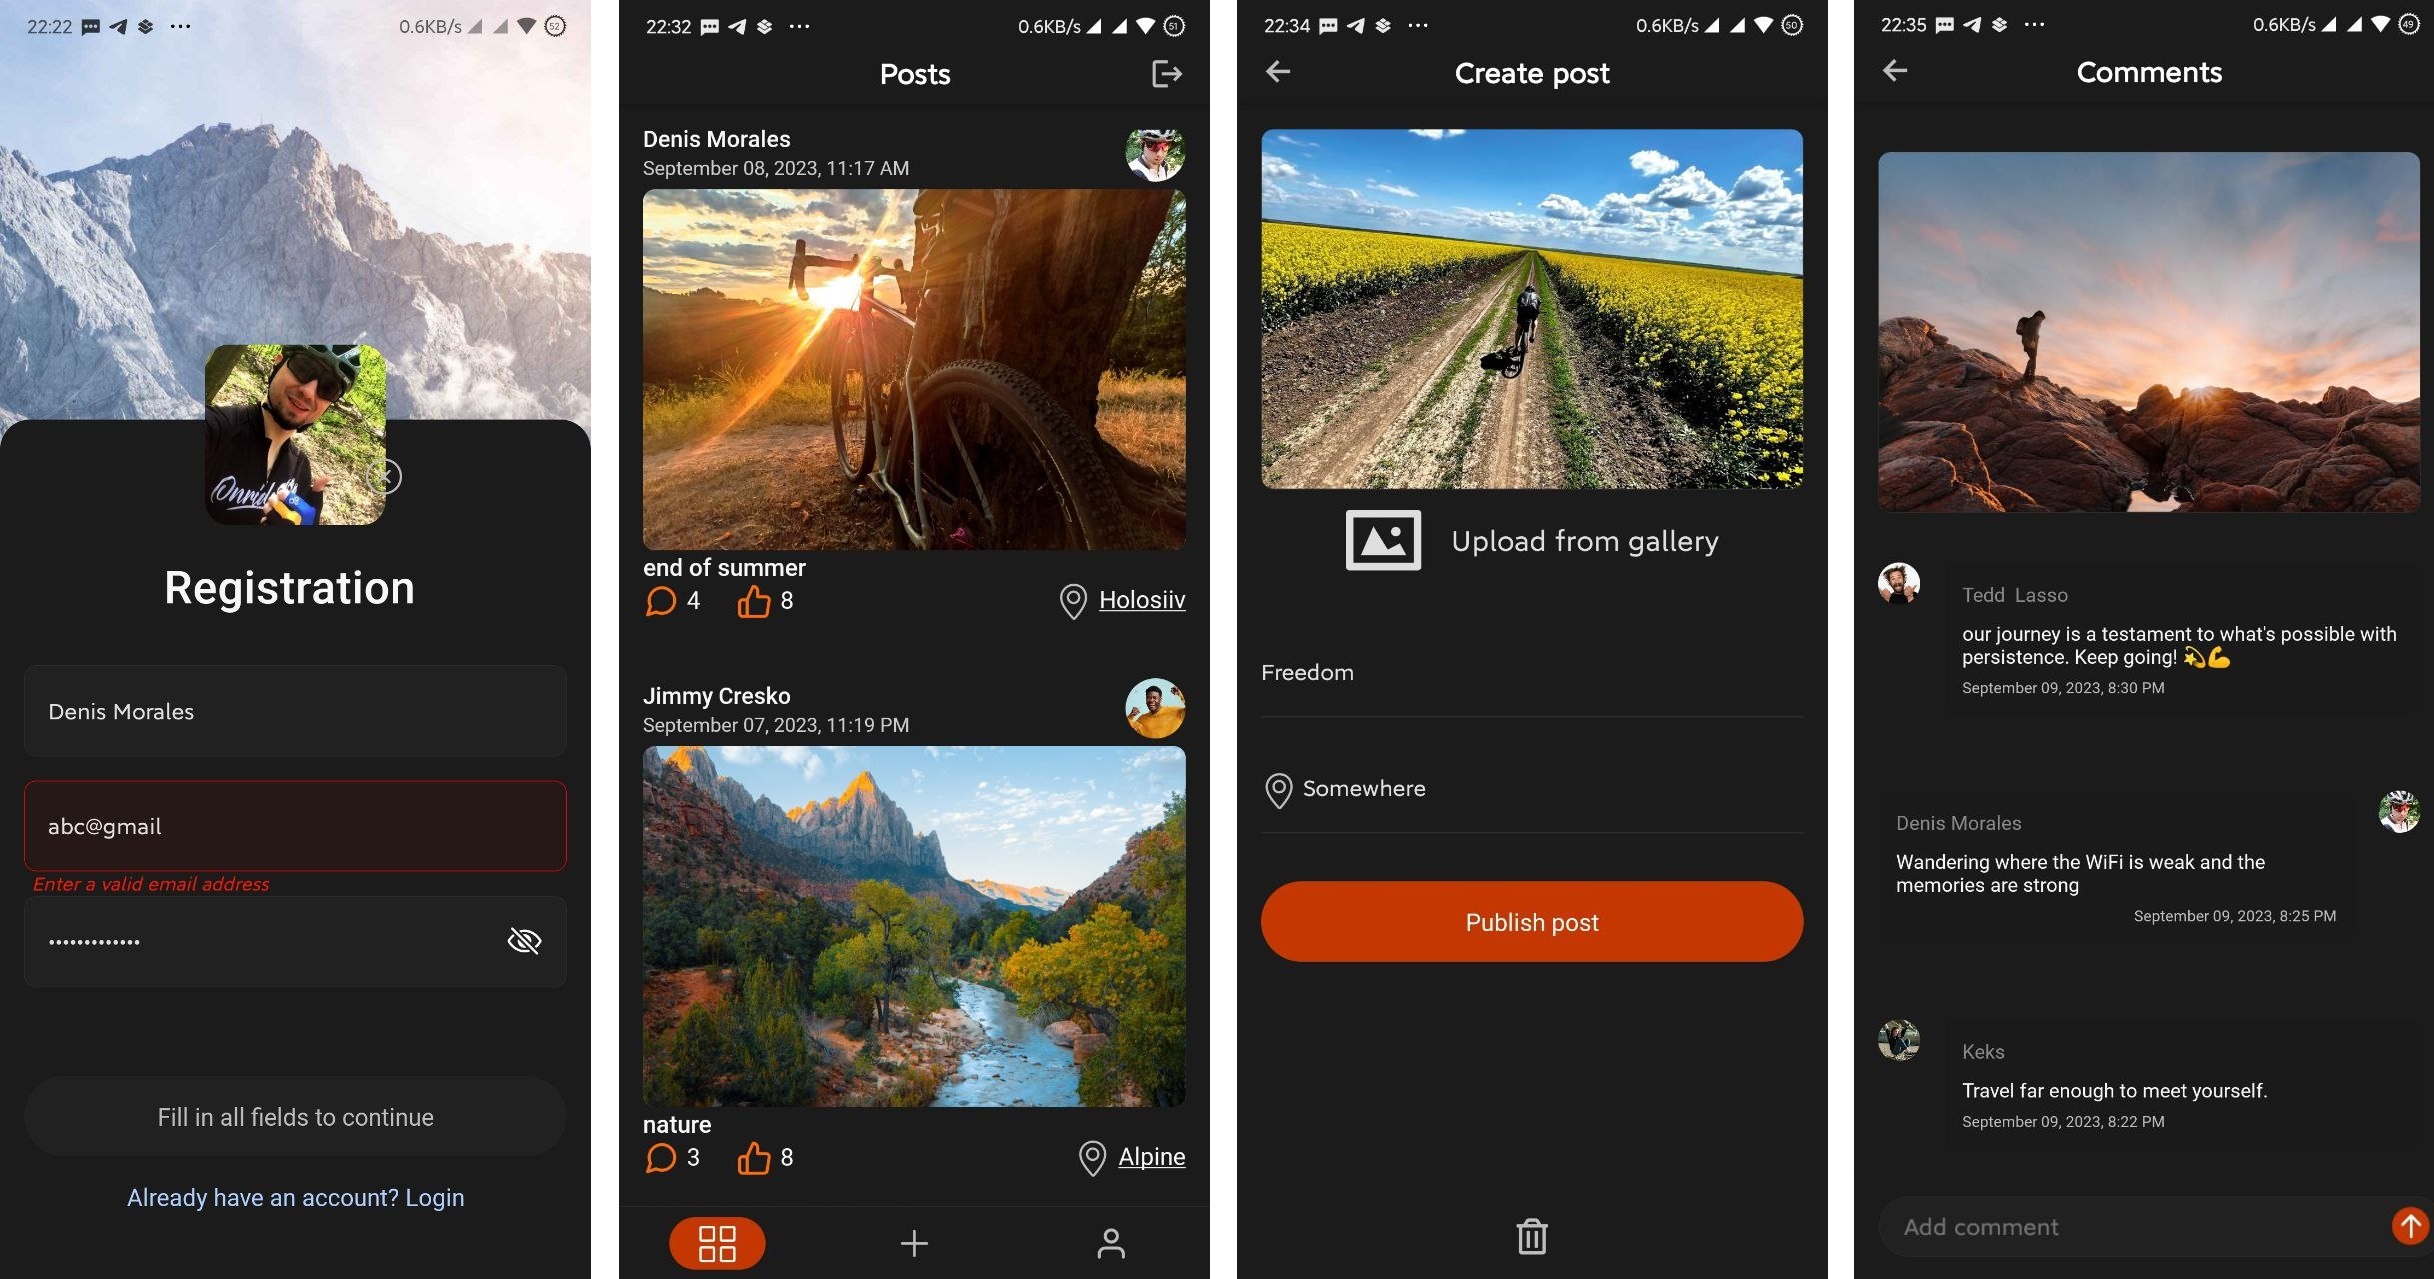 22:22
0.6KB/s
52
Onrid
Registration
Denis Morales
abc@gmail
Enter a valid email address
•••••••••••••
Fill in all fields to continue
Already have an account? Login
22:32
0.6KB/s
51
Posts
Denis Morales
September 08, 2023, 11:17 AM
end of summer
4
8
Holosiiv
Jimmy Cresko
September 07, 2023, 11:19 PM
nature
3
8
Alpine
22:34
0.6KB/s
50
Create post
Upload from gallery
Freedom
Somewhere
Publish post
22:35
0.6KB/s
49
Comments
Tedd Lasso
our journey is a testament to what's possible with
persistence. Keep going! 💫💪
September 09, 2023, 8:30 PM
Denis Morales
Wandering where the WiFi is weak and the
memories are strong
September 09, 2023, 8:25 PM
Keks
Travel far enough to meet yourself.
September 09, 2023, 8:22 PM
Add comment